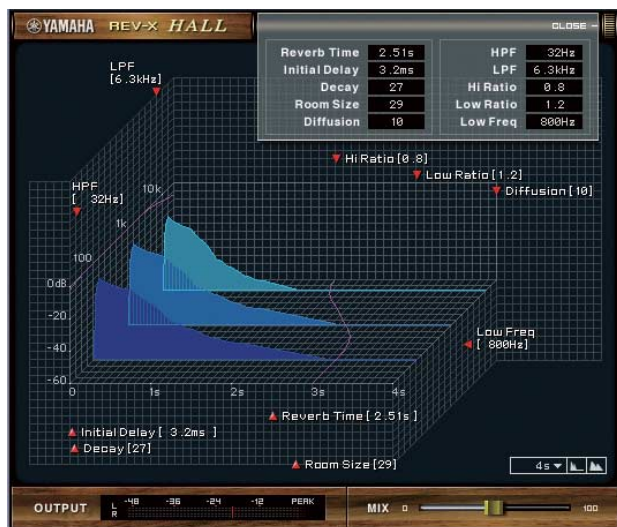 YAMAHA REV-X HALL
CLOSE -
Reverb Time 2.51s
Initial Delay 3.2ms
Decay 27
Room Size 29
Diffusion 10
HPF 32Hz
LPF 6.3kHz
Hi Ratio 0.8
Low Ratio 1.2
Low Freq 800Hz
LPF
[6.3kHz]
Hi Ratio [0.8]
Low Ratio [1.2]
Diffusion [10]
HPF
[ 32Hz]
10k
1k
100
0dB
-20
-40
-60
0 1s 2s 3s 4s
Low Freq
[ 800Hz]
Reverb Time [2.51s ]
Initial Delay [ 3.2ms ]
Decay [27]
Room Size [29]
4s
OUTPUT
L
R
-48 -36 -24 -12 PEAK
MIX 0 100